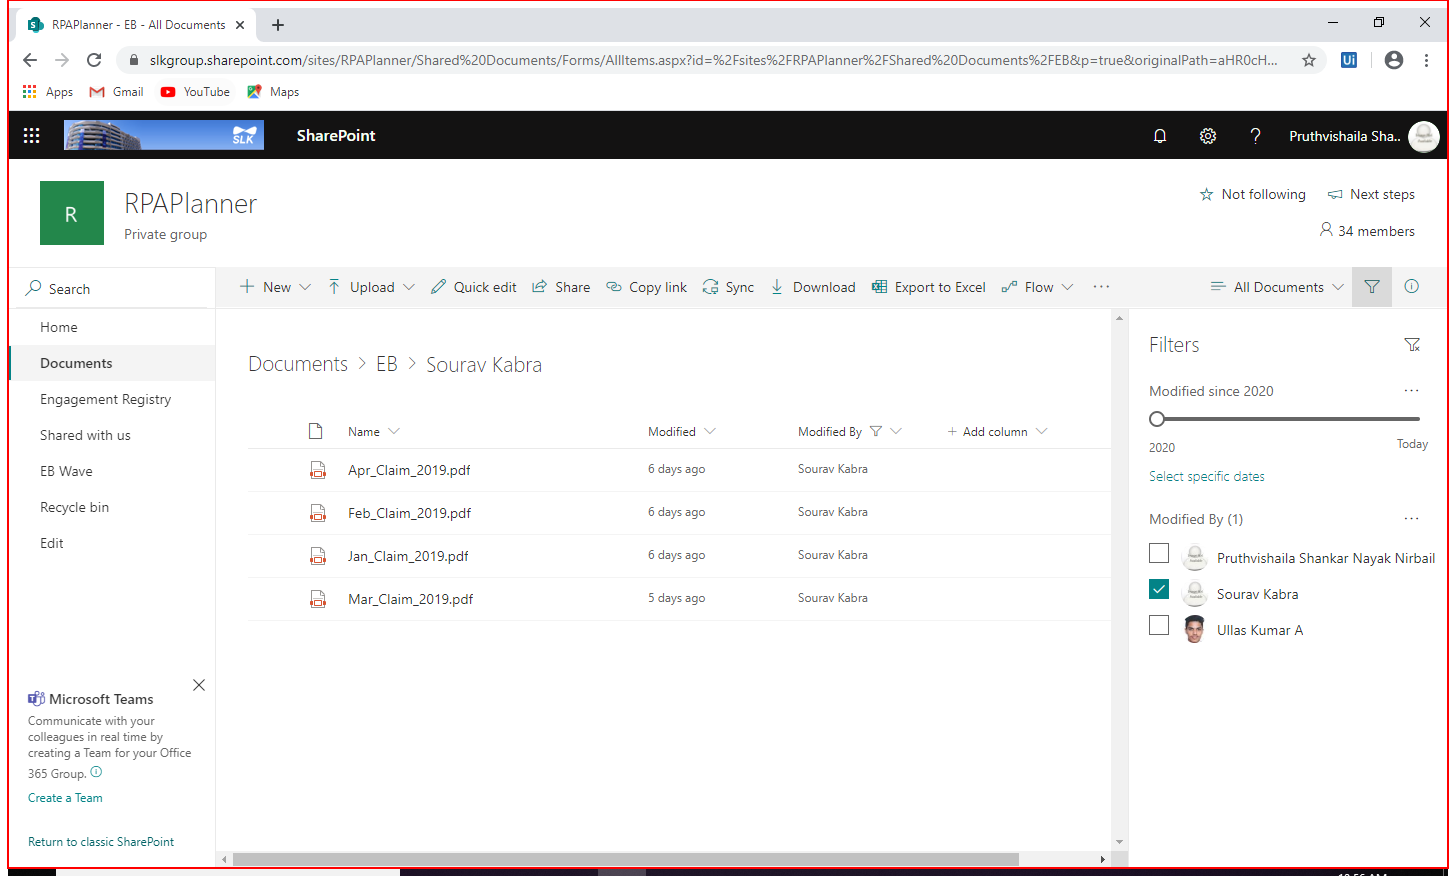 RPAPlanner - EB - All Documents
slkgroup.sharepoint.com/sites/RPAPlanner/Shared%20Documents/Forms/AllItems.aspx?id=%2Fsites%2FRPAPlanner%2FShared%20Documents%2FEB&p=true&originalPath=aHR0cH...
Ui
Apps Gmail YouTube Maps
SLK SharePoint ? Pruthvishaila Sha..
R RPAPlanner
Private group
Not following Next steps
34 members
Search
New Upload Quick edit Share Copy link Sync Download Export to Excel Flow ... All Documents
Home
Documents
Engagement Registry
Shared with us
EB Wave
Recycle bin
Edit
Documents > EB > Sourav Kabra
Name Modified Modified By + Add column
Apr_Claim_2019.pdf 6 days ago Sourav Kabra
Feb_Claim_2019.pdf 6 days ago Sourav Kabra
Jan_Claim_2019.pdf 6 days ago Sourav Kabra
Mar_Claim_2019.pdf 5 days ago Sourav Kabra
Filters
Modified since 2020 ...
2020 Today
Select specific dates
Modified By (1) ...
Pruthvishaila Shankar Nayak Nirbail
Sourav Kabra
Ullas Kumar A
Microsoft Teams
Communicate with your
colleagues in real time by
creating a Team for your Office
365 Group.
Create a Team
Return to classic SharePoint